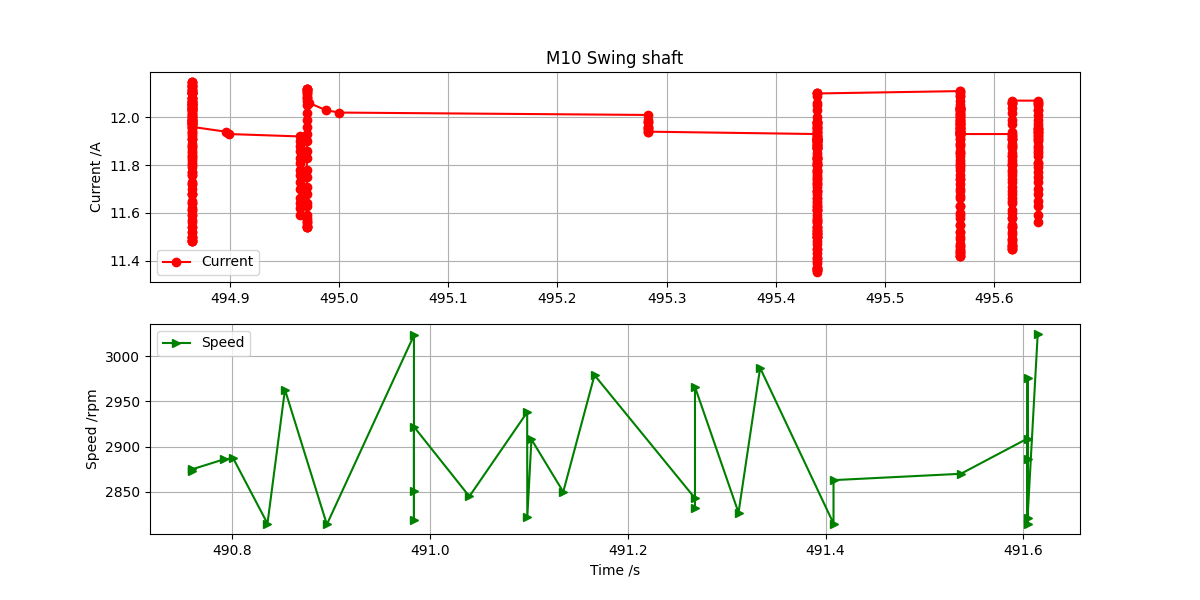 M10 Swing shaft
Current /A
12.0
11.8
11.6
11.4
Current
494.9 495.0 495.1 495.2 495.3 495.4 495.5 495.6
Speed /rpm
3000
2950
2900
2850
Speed
490.8 491.0 491.2 491.4 491.6
Time /s